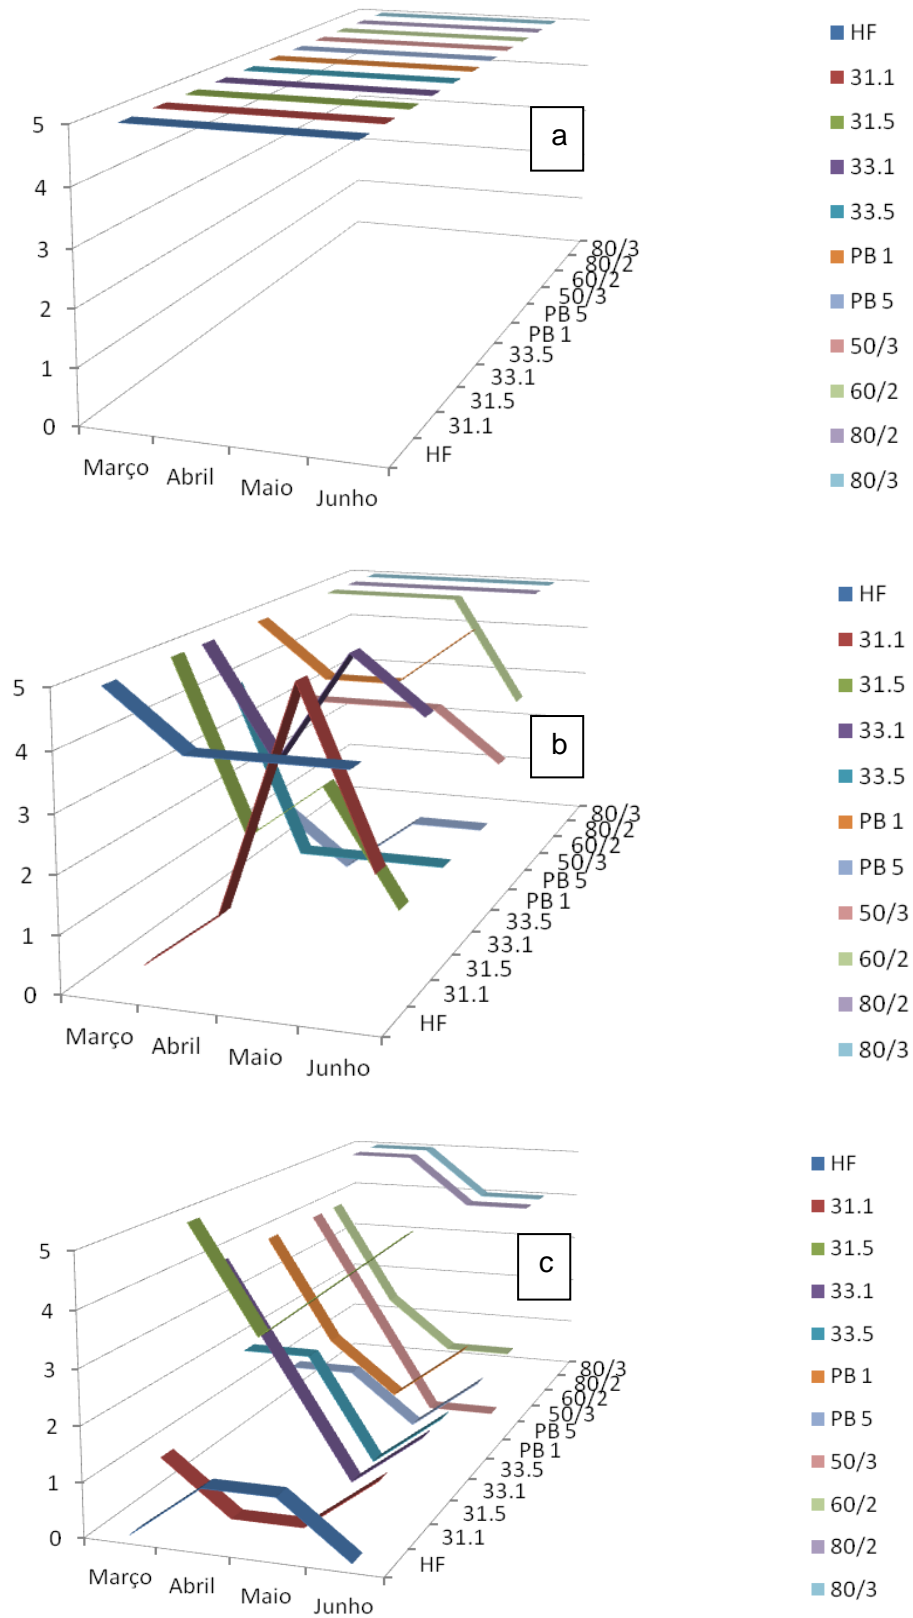 a
5
4
3
2
1
0
Março
Abril
Maio
Junho
80/3
80/2
60/2
50/3
PB 5
PB 1
33.5
33.1
31.5
31.1
HF
HF
31.1
31.5
33.1
33.5
PB 1
PB 5
50/3
60/2
80/2
80/3
b
5
4
3
2
1
0
Março
Abril
Maio
Junho
80/3
80/2
60/2
50/3
PB 5
PB 1
33.5
33.1
31.5
31.1
HF
HF
31.1
31.5
33.1
33.5
PB 1
PB 5
50/3
60/2
80/2
80/3
c
5
4
3
2
1
0
Março
Abril
Maio
Junho
80/3
80/2
60/2
50/3
PB 5
PB 1
33.5
33.1
31.5
31.1
HF
HF
31.1
31.5
33.1
33.5
PB 1
PB 5
50/3
60/2
80/2
80/3